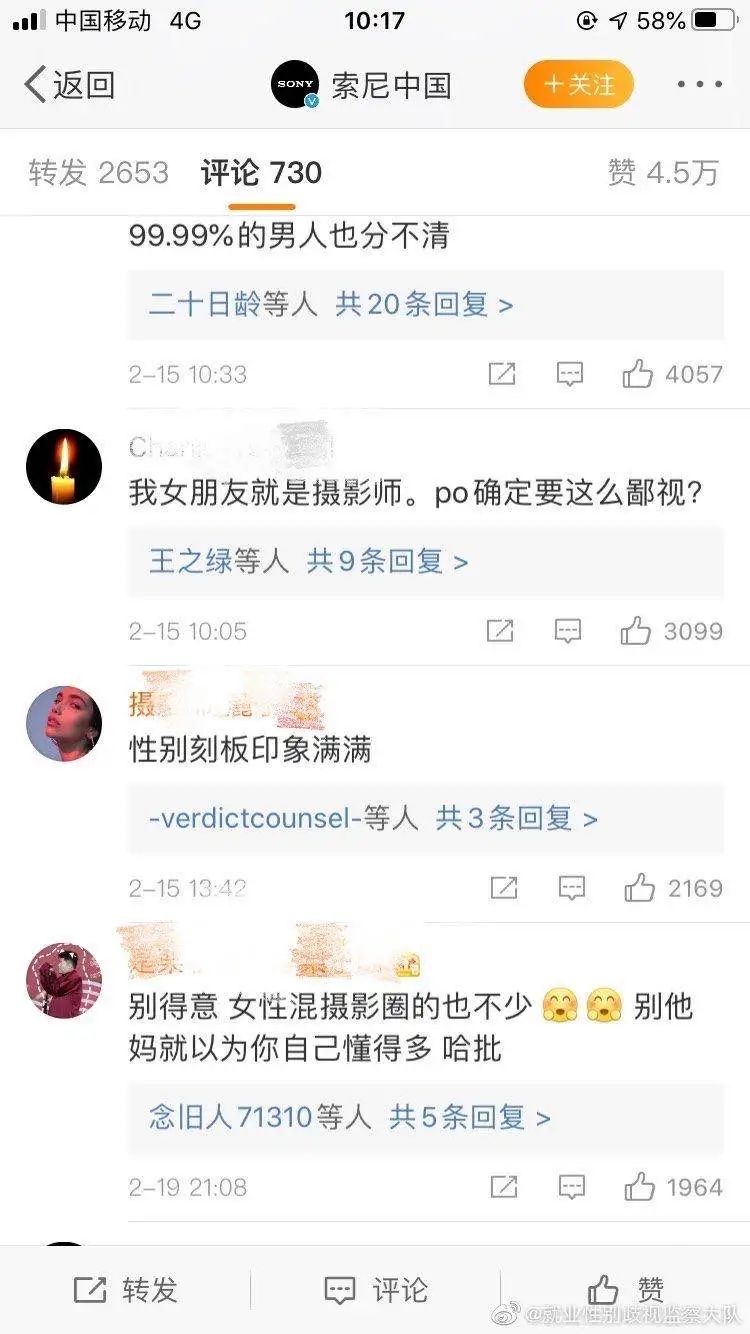 中国移动 4G 10:17 58%
返回 SONY 索尼中国 +关注
转发 2653 评论 730 赞 4.5万
99.99%的男人也分不清
二十日龄等人 共20条回复 >
2-15 10:33 4057
我女朋友就是摄影师。po确定要这么鄙视?
王之绿等人 共9条回复 >
2-15 10:05 3099
摄
性别刻板印象满满
-verdictcounsel-等人 共3条回复 >
2-15 13:42 2169
别得意 女性混摄影圈的也不少 别他
妈就以为你自己懂得多 哈批
念旧人71310等人 共5条回复 >
2-19 21:08 1964
转发 评论 赞
@就业性别歧视监察大队